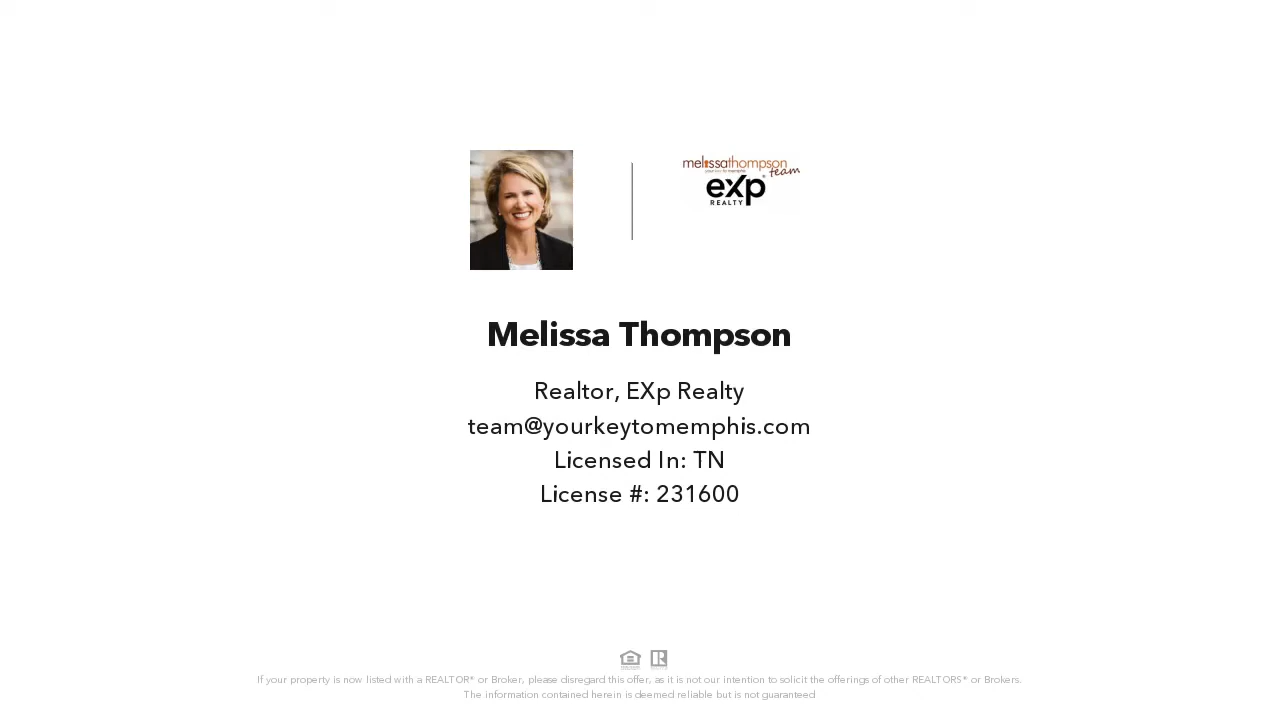 melissathompson
team
eXp
REALTY
Melissa Thompson
Realtor, EXp Realty
team@yourkeytomemphis.com
Licensed In: TN
License #: 231600
If your property is now listed with a REALTOR® or Broker, please disregard this offer, as it is not our intention to solicit the offerings of other REALTORS® or Brokers.
The information contained herein is deemed reliable but is not guaranteed